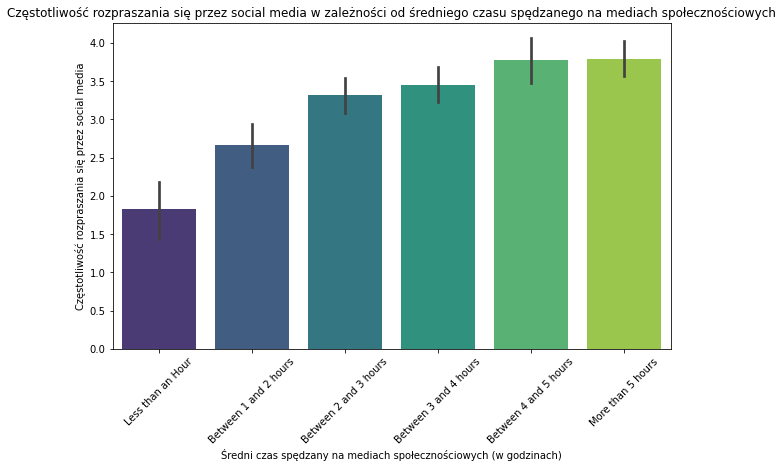 Częstotliwość rozpraszania się przez social media w zależności od średniego czasu spędzanego na mediach społecznościowych
Częstotliwość rozpraszania się przez social media
4.0
3.5
3.0
2.5
2.0
1.5
1.0
0.5
0.0
Less than an Hour
Between 1 and 2 hours
Between 2 and 3 hours
Between 3 and 4 hours
Between 4 and 5 hours
More than 5 hours
Średni czas spędzany na mediach społecznościowych (w godzinach)